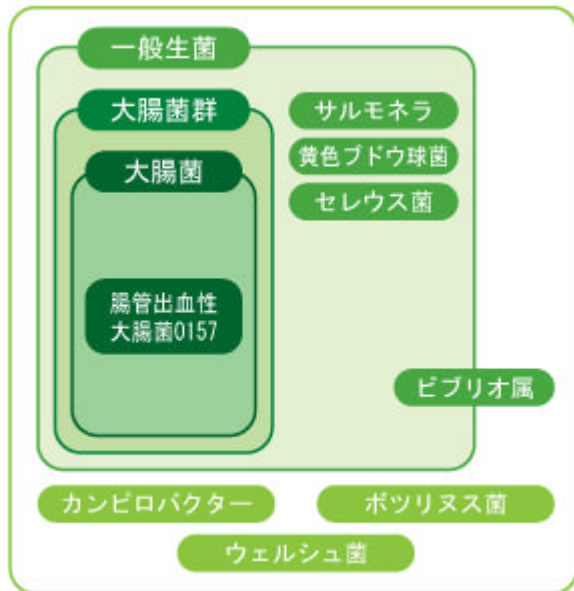 一般生菌
大腸菌群
大腸菌
腸管出血性
大腸菌0157
サルモネラ
黄色ブドウ球菌
セレウス菌
ビブリオ属
カンピロバクター
ボツリヌス菌
ウェルシュ菌